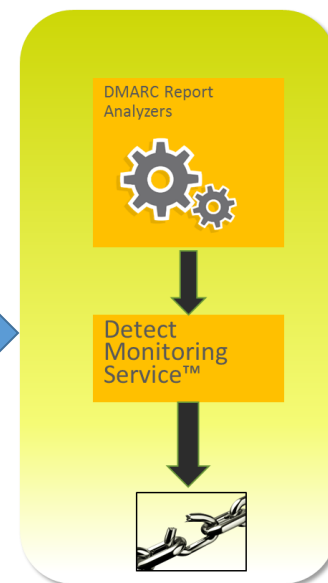 DMARC Report
Analyzers
Detect
Monitoring
Service™